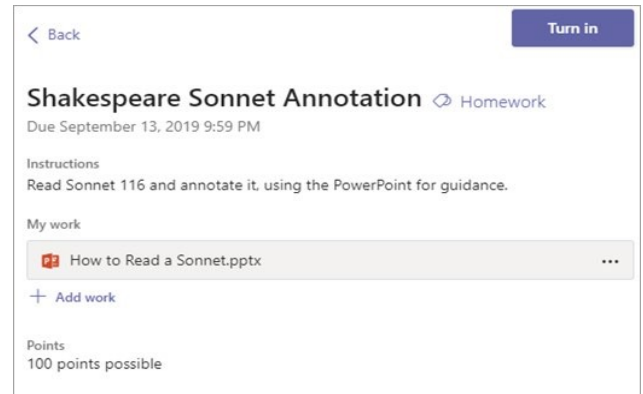 Back
Turn in
Shakespeare Sonnet Annotation Homework
Due September 13, 2019 9:59 PM
Instructions
Read Sonnet 116 and annotate it, using the PowerPoint for guidance.
My work
How to Read a Sonnet.pptx
+ Add work
Points
100 points possible